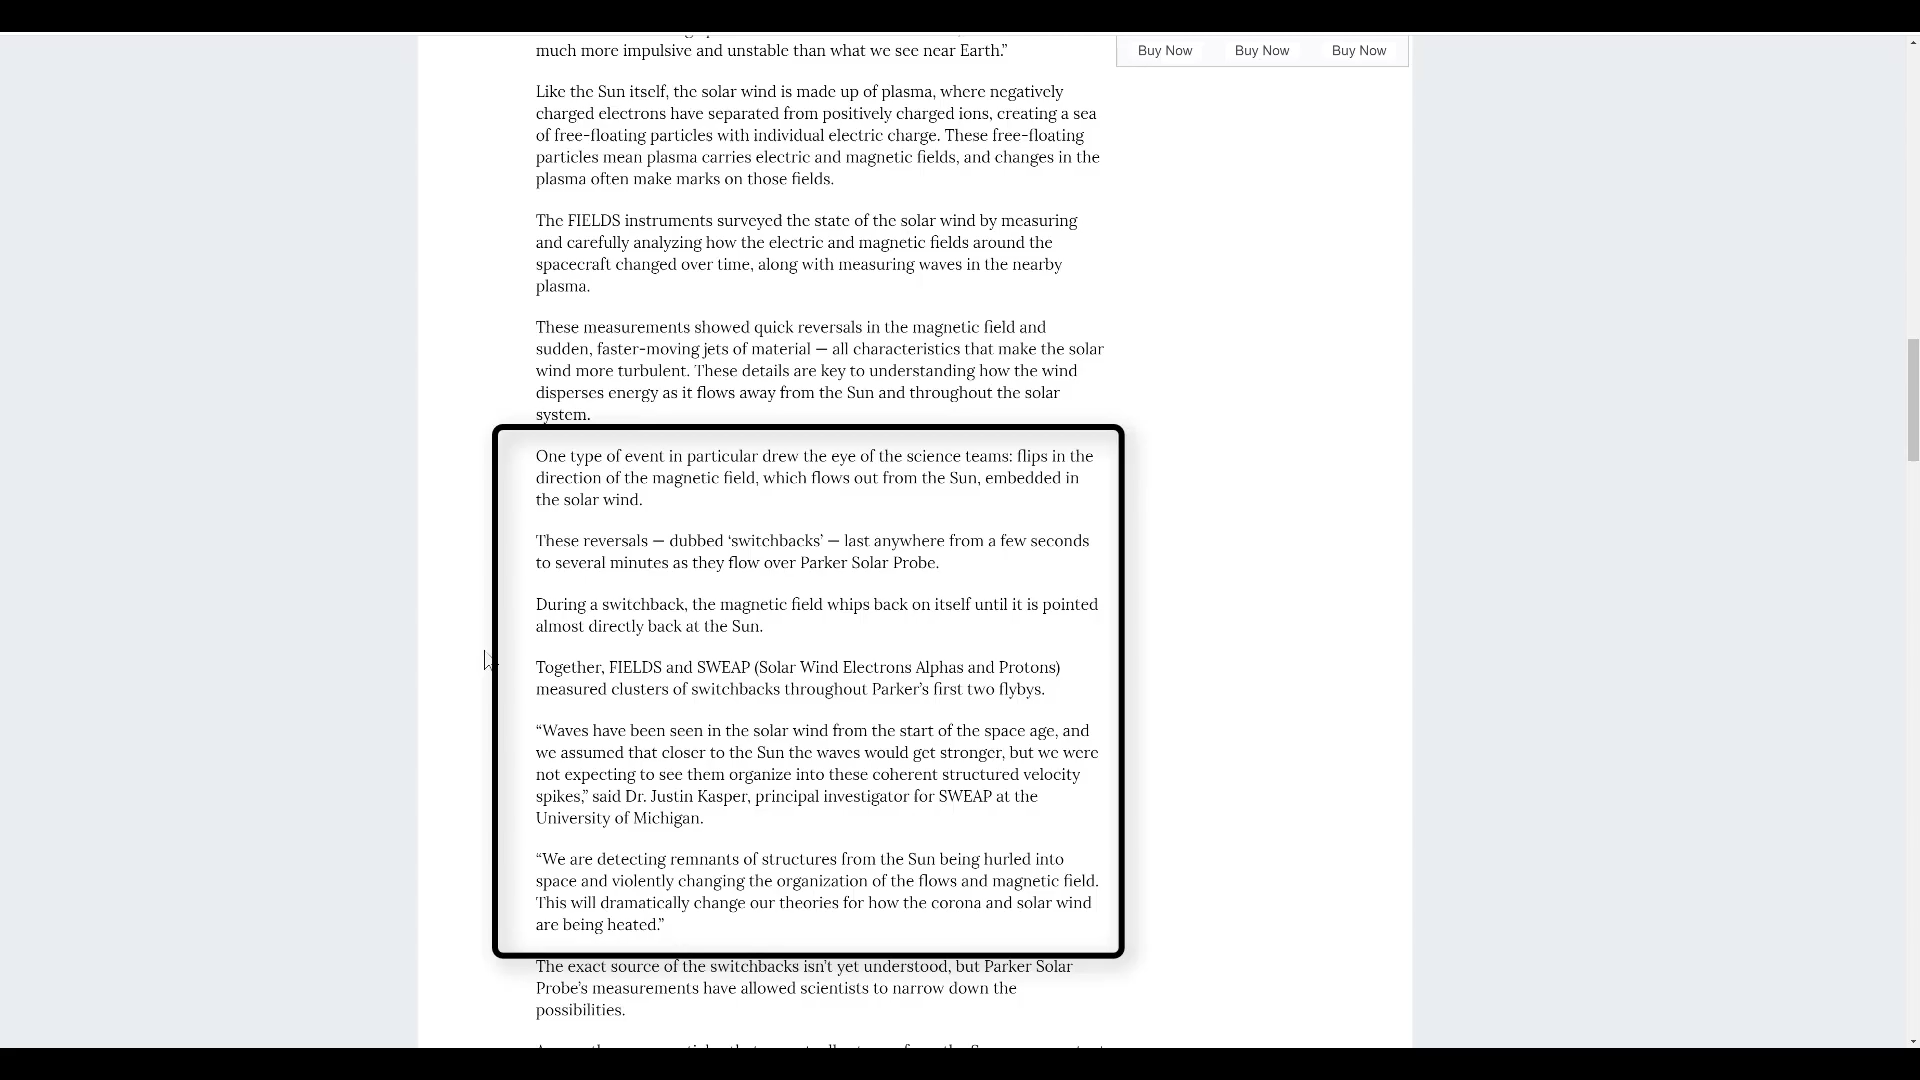 much more impulsive and unstable than what we see near Earth.”
Buy Now
Buy Now
Buy Now
Like the Sun itself, the solar wind is made up of plasma, where negatively
charged electrons have separated from positively charged ions, creating a sea
of free-floating particles with individual electric charge. These free-floating
particles mean plasma carries electric and magnetic fields, and changes in the
plasma often make marks on those fields.
The FIELDS instruments surveyed the state of the solar wind by measuring
and carefully analyzing how the electric and magnetic fields around the
spacecraft changed over time, along with measuring waves in the nearby
plasma.
These measurements showed quick reversals in the magnetic field and
sudden, faster-moving jets of material — all characteristics that make the solar
wind more turbulent. These details are key to understanding how the wind
disperses energy as it flows away from the Sun and throughout the solar
system.
One type of event in particular drew the eye of the science teams: flips in the
direction of the magnetic field, which flows out from the Sun, embedded in
the solar wind.
These reversals — dubbed ‘switchbacks’ — last anywhere from a few seconds
to several minutes as they flow over Parker Solar Probe.
During a switchback, the magnetic field whips back on itself until it is pointed
almost directly back at the Sun.
Together, FIELDS and SWEAP (Solar Wind Electrons Alphas and Protons)
measured clusters of switchbacks throughout Parker’s first two flybys.
“Waves have been seen in the solar wind from the start of the space age, and
we assumed that closer to the Sun the waves would get stronger, but we were
not expecting to see them organize into these coherent structured velocity
spikes,” said Dr. Justin Kasper, principal investigator for SWEAP at the
University of Michigan.
“We are detecting remnants of structures from the Sun being hurled into
space and violently changing the organization of the flows and magnetic field.
This will dramatically change our theories for how the corona and solar wind
are being heated.”
The exact source of the switchbacks isn’t yet understood, but Parker Solar
Probe’s measurements have allowed scientists to narrow down the
possibilities.